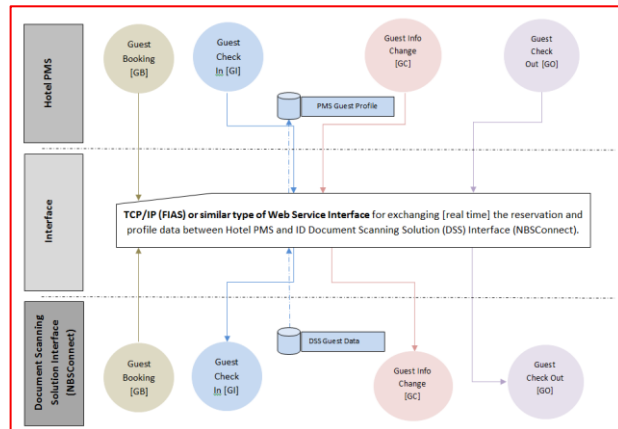 Hotel PMS
Guest
Booking
[GB]
Guest
Check
In [GI]
Guest Info
Change
[GC]
Guest
Check
Out [GO]
PMS Guest Profile
Interface
TCP/IP (FIAS) or similar type of Web Service Interface for exchanging [real time] the reservation and
profile data between Hotel PMS and ID Document Scanning Solution (DSS) Interface (NBSConnect).
Document Scanning
Solution Interface
(NBSConnect)
Guest
Booking
[GB]
Guest
Check
In [GI]
DSS Guest Data
Guest Info
Change
[GC]
Guest
Check Out
[GO]